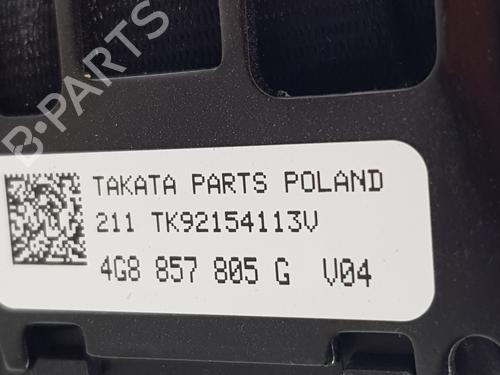 B-PARTS
TAKATA PARTS POLAND
211 TK92154113V
4G8 857 805 G V04